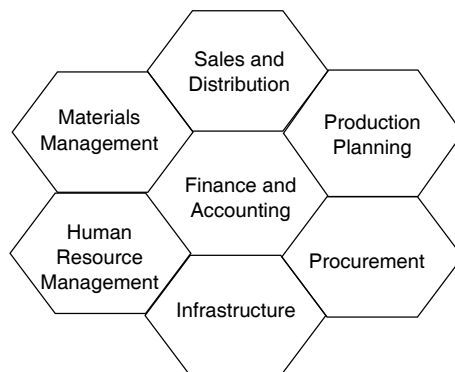 Sales and
Distribution
Materials
Management
Production
Planning
Finance and
Accounting
Human
Resource
Management
Procurement
Infrastructure